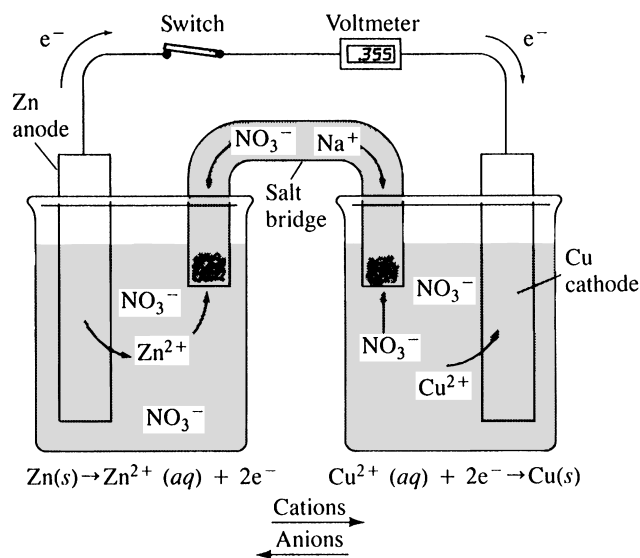 Switch
Voltmeter
e⁻
.355
e⁻
Zn
anode
NO₃⁻
Na⁺
Salt
bridge
Cu
cathode
NO₃⁻
NO₃⁻
Zn²⁺
NO₃⁻
Cu²⁺
NO₃⁻
Zn(s)→Zn²⁺ (aq) + 2e⁻
Cu²⁺ (aq) + 2e⁻→Cu(s)
Cations
Anions